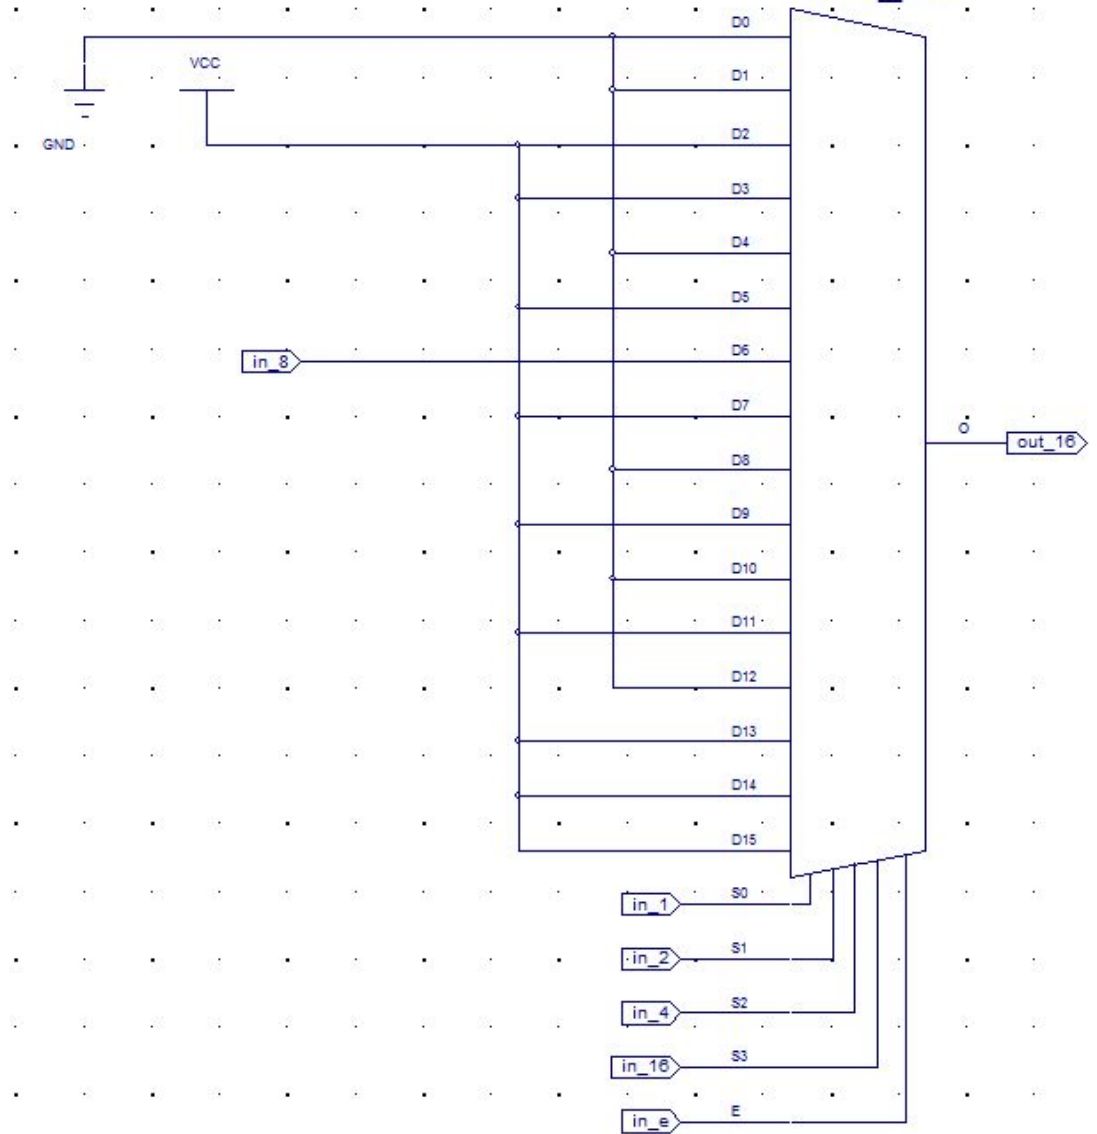 D0
VCC
D1
GND
D2
D3
D4
D5
in_8
D6
D7
O
out_16
D8
D9
D10
D11
D12
D13
D14
D15
in_1
S0
in_2
S1
in_4
S2
in_16
S3
in_e
E